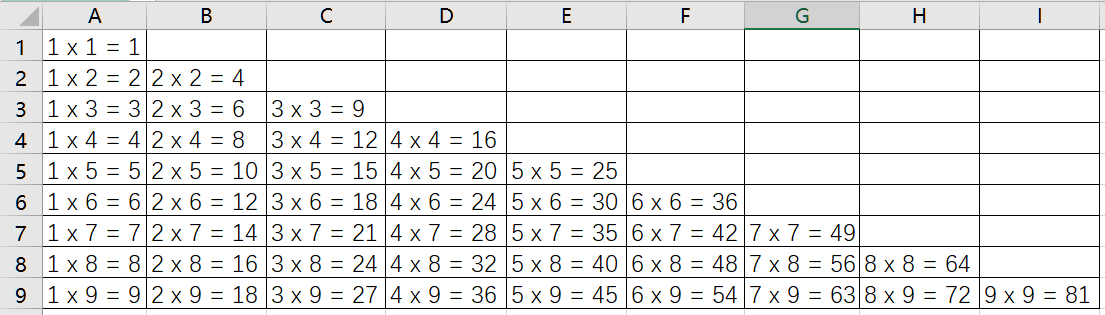 A B C D E F G H I
1 1 x 1 = 1
2 1 x 2 = 2 2 x 2 = 4
3 1 x 3 = 3 2 x 3 = 6 3 x 3 = 9
4 1 x 4 = 4 2 x 4 = 8 3 x 4 = 12 4 x 4 = 16
5 1 x 5 = 5 2 x 5 = 10 3 x 5 = 15 4 x 5 = 20 5 x 5 = 25
6 1 x 6 = 6 2 x 6 = 12 3 x 6 = 18 4 x 6 = 24 5 x 6 = 30 6 x 6 = 36
7 1 x 7 = 7 2 x 7 = 14 3 x 7 = 21 4 x 7 = 28 5 x 7 = 35 6 x 7 = 42 7 x 7 = 49
8 1 x 8 = 8 2 x 8 = 16 3 x 8 = 24 4 x 8 = 32 5 x 8 = 40 6 x 8 = 48 7 x 8 = 56 8 x 8 = 64
9 1 x 9 = 9 2 x 9 = 18 3 x 9 = 27 4 x 9 = 36 5 x 9 = 45 6 x 9 = 54 7 x 9 = 63 8 x 9 = 72 9 x 9 = 81